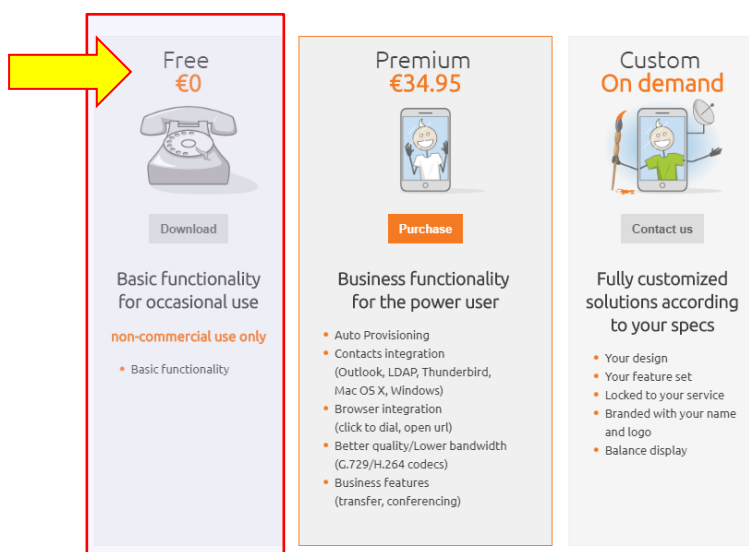 Free
€0
Download
Basic functionality
for occasional use
non-commercial use only
• Basic functionality
Premium
€34.95
Purchase
Business functionality
for the power user
• Auto Provisioning
• Contacts integration
(Outlook, LDAP, Thunderbird,
Mac OS X, Windows)
• Browser integration
(click to dial, open url)
• Better quality/Lower bandwidth
(G.729/H.264 codecs)
• Business features
(transfer, conferencing)
Custom
On demand
Contact us
Fully customized
solutions according
to your specs
• Your design
• Your feature set
• Locked to your service
• Branded with your name
and logo
• Balance display